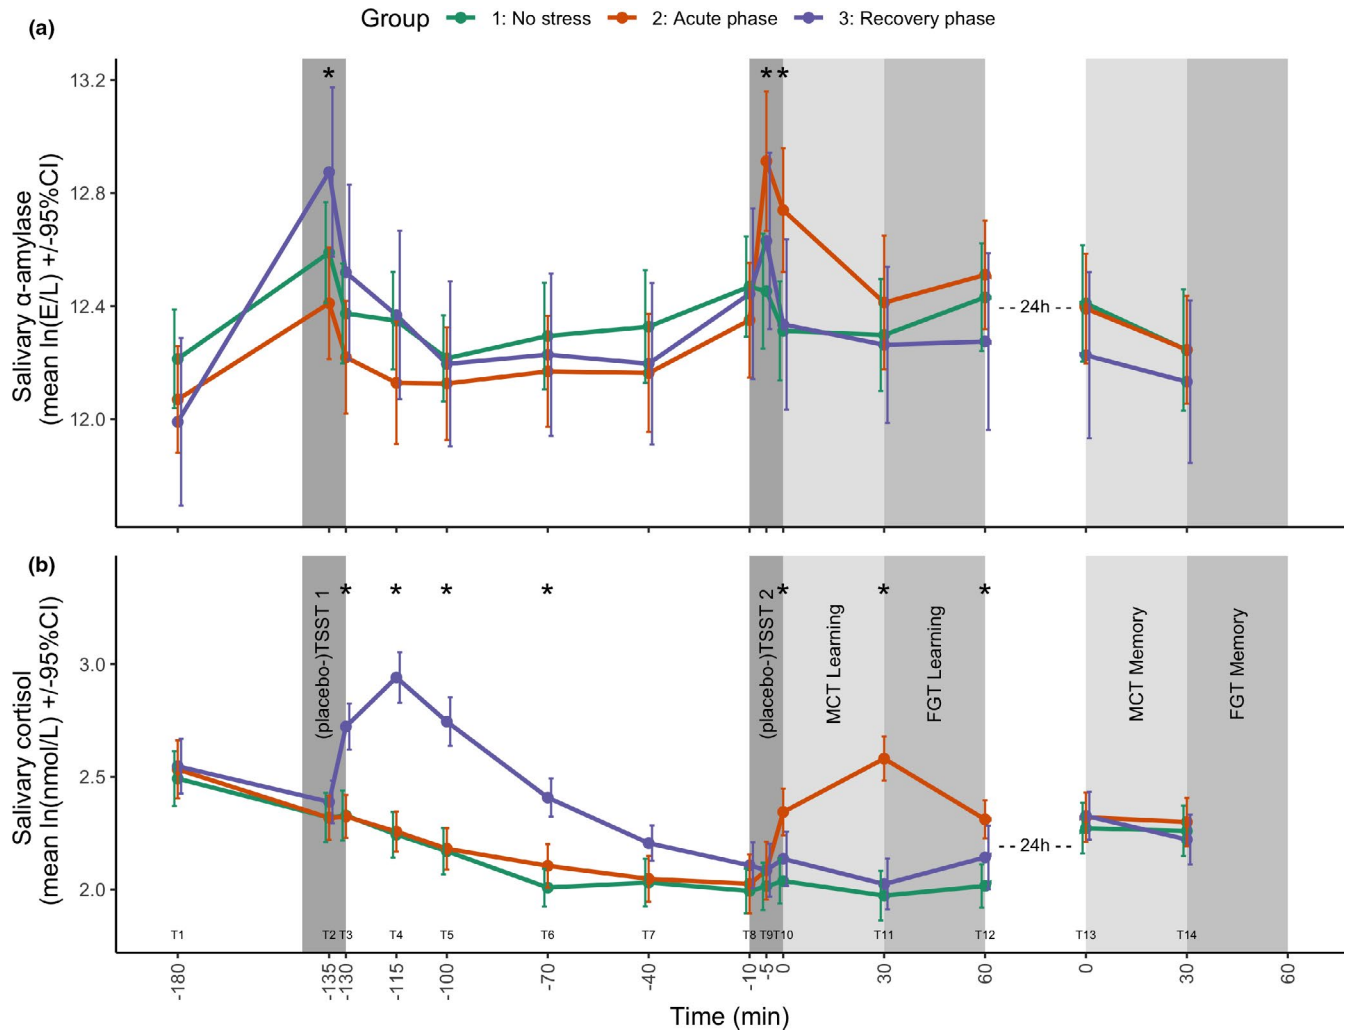 Group 1: No stress 2: Acute phase 3: Recovery phase
(a)
Salivary α-amylase
(mean ln(E/L) +/-95%CI)
13.2
12.8
12.4
12.0
*
* *
--24h---
(b)
Salivary cortisol
(mean ln(nmol/L) +/-95%CI)
3.0
2.5
2.0
* * * * * * *
(placebo-)TSST 1
(placebo-)TSST 2
MCT Learning
FGT Learning
MCT Memory
FGT Memory
--24h---
T1 T2 T3 T4 T5 T6 T7 T8 T9 T10 T11 T12 T13 T14
-180 -135 -130 -115 -100 -70 -40 -10 -5 0 30 60 0 30 60
Time (min)